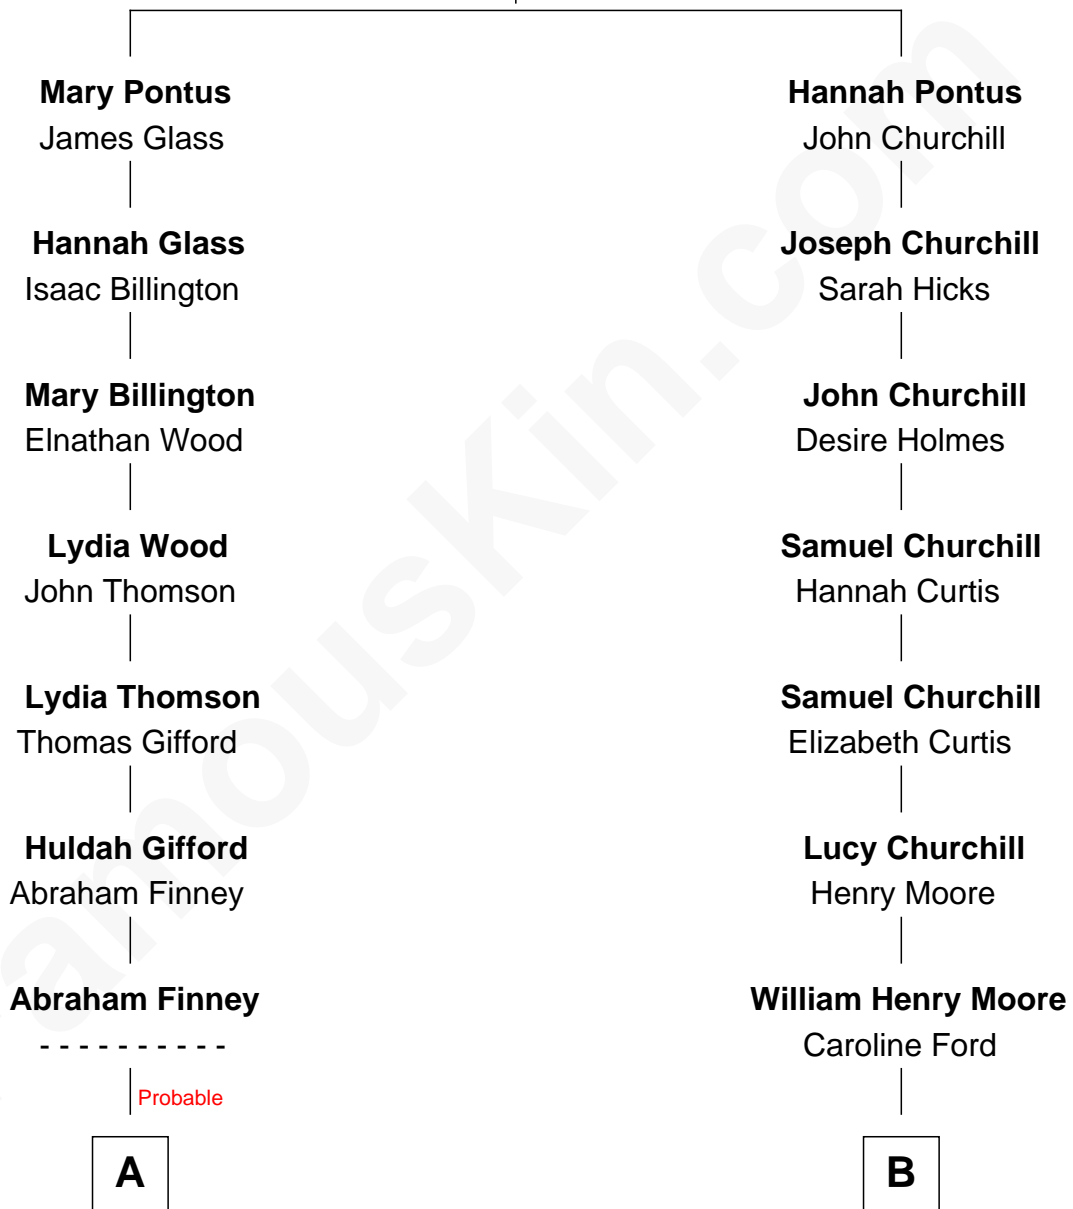 Mary Pontus
James Glass
Hannah Glass
Isaac Billington
Mary Billington
Elnathan Wood
Lydia Wood
John Thomson
Lydia Thomson
Thomas Gifford
Huldah Gifford
Abraham Finney
Abraham Finney
- - - - - - - - - -
Probable
A
Hannah Pontus
John Churchill
Joseph Churchill
Sarah Hicks
John Churchill
Desire Holmes
Samuel Churchill
Hannah Curtis
Samuel Churchill
Elizabeth Curtis
Lucy Churchill
Henry Moore
William Henry Moore
Caroline Ford
B
amousKin.com